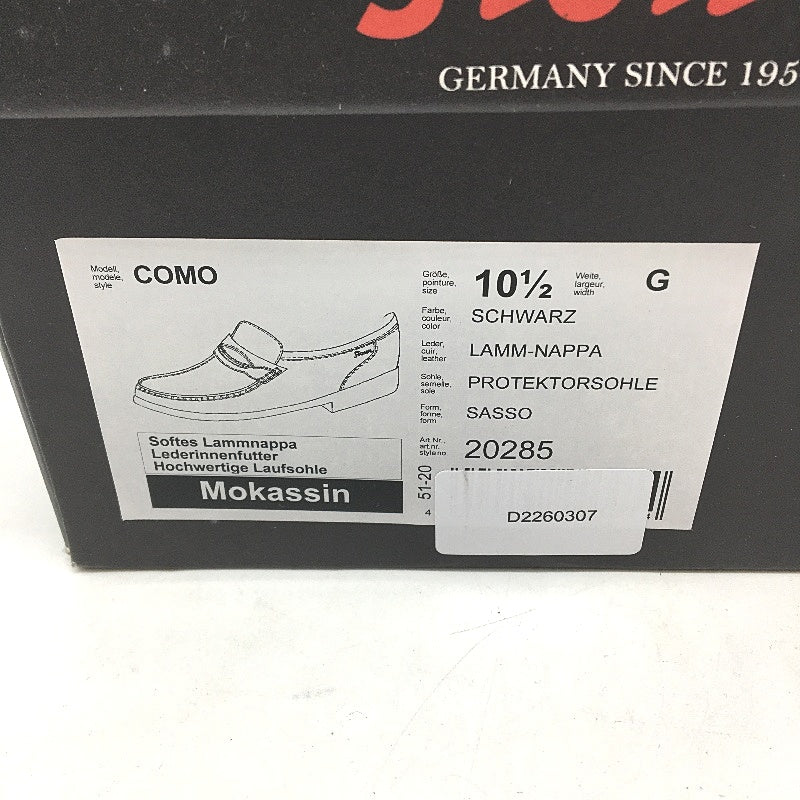 GERMANY SINCE 195
Modell, modele, style
COMO
Größe, pointure, size
10½
Weite, largeur, width
G
Farbe, couleur, color
SCHWARZ
Leder, cuir, leather
LAMM-NAPPA
Sohle, semelle, sole
PROTEKTORSOHLE
Form, forme, form
SASSO
Art.Nr., art.nr. style no
20285
Softes Lammnappa
Lederinnenfutter
Hochwertige Laufsohle
Mokassin
51-20
4
D2260307